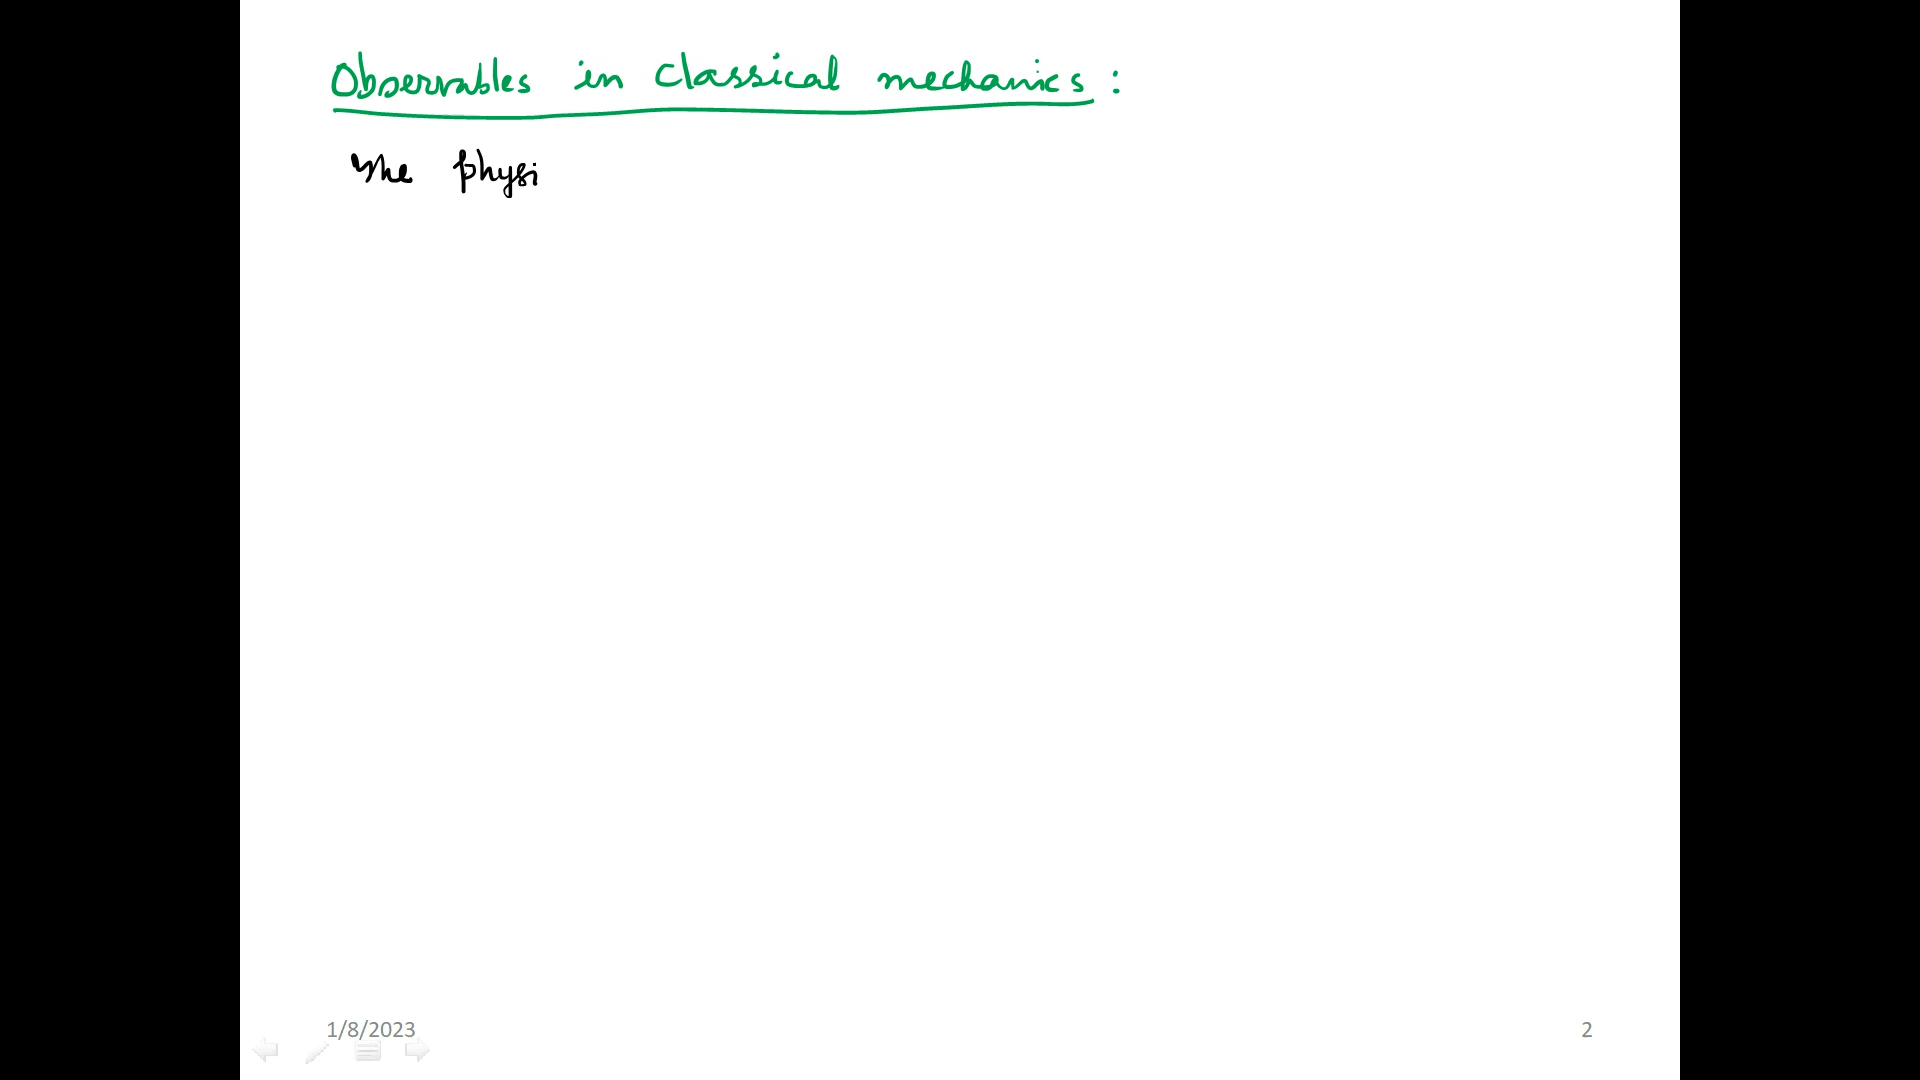 Observables in Classical mechanics :
The physi
1/8/2023
2